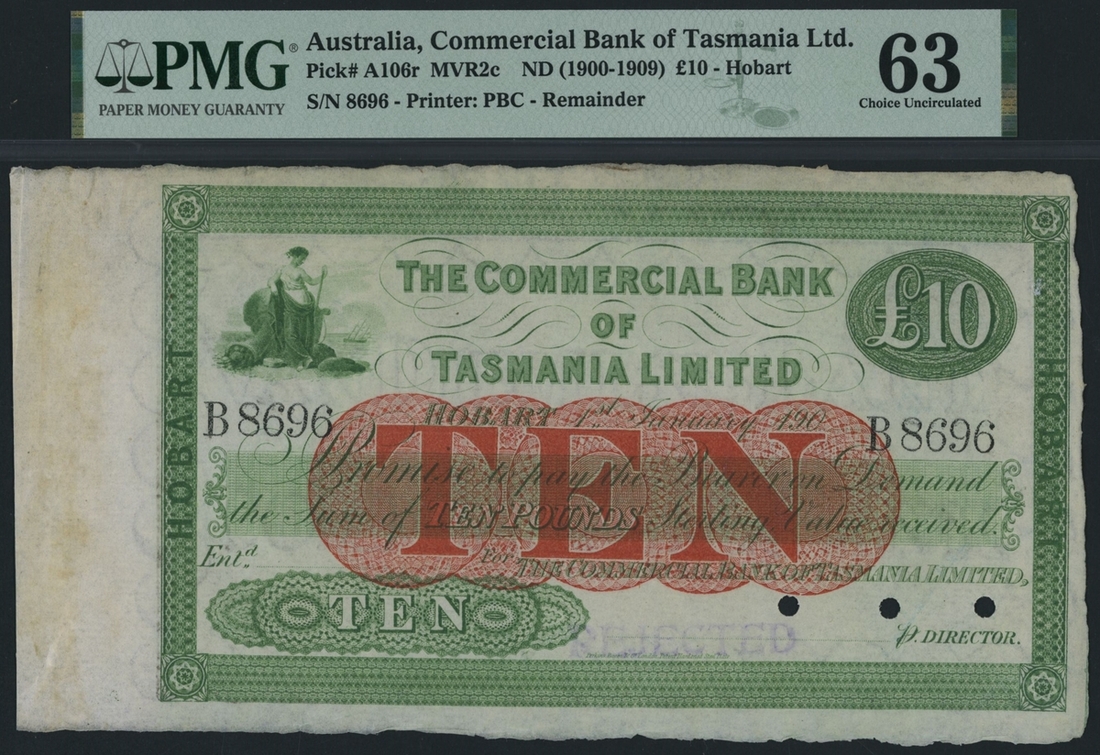 PMG®
PAPER MONEY GUARANTY
Australia, Commercial Bank of Tasmania Ltd.
Pick# A106r MVR2c ND (1900-1909) £10 - Hobart
S/N 8696 - Printer: PBC - Remainder
63
Choice Uncirculated
THE COMMERCIAL BANK
OF
TASMANIA LIMITED
£10
HOBART
HOBART
HOBART 1st January 190
B 8696
B 8696
TEN
Promise to pay the Bearer on Demand
the Sum of TEN POUNDS Sterling Value received.
Entd.
For THE COMMERCIAL BANK OF TASMANIA LIMITED,
TEN
REJECTED
P. DIRECTOR.